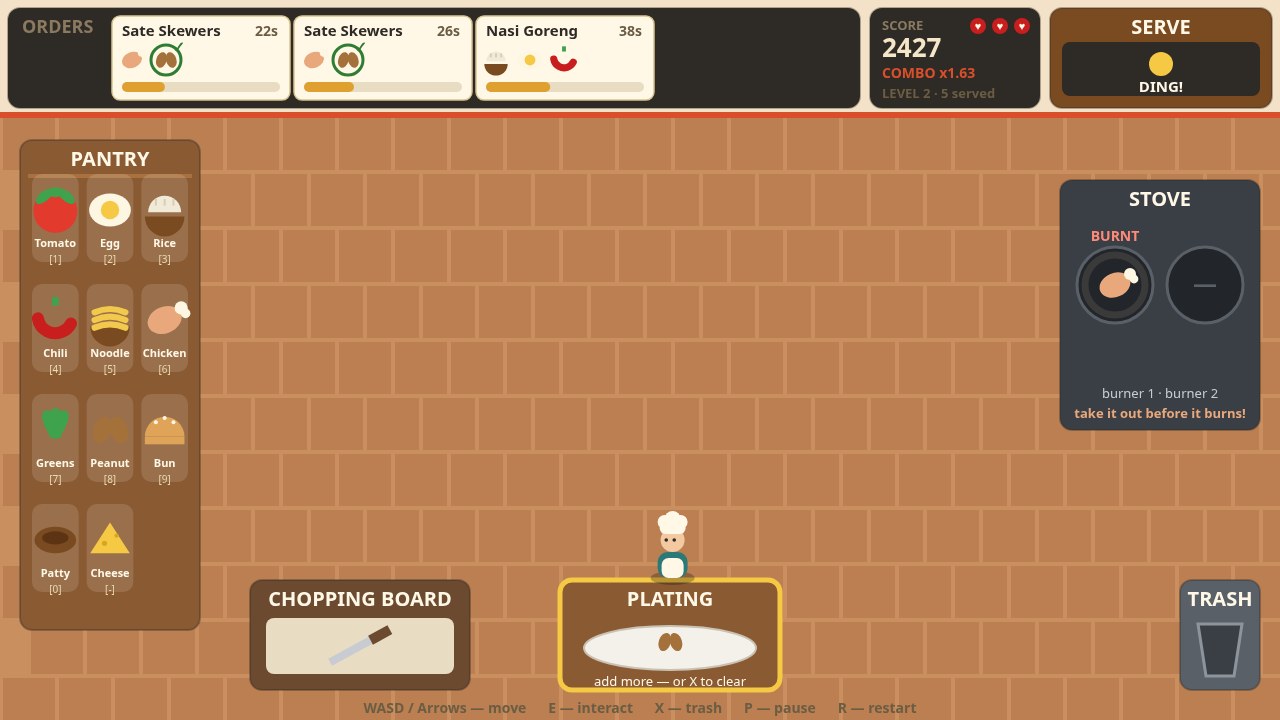 ORDERS
Sate Skewers 22s
Sate Skewers 26s
Nasi Goreng 38s
SCORE
2427
COMBO x1.63
LEVEL 2 · 5 served
SERVE
DING!
PANTRY
Tomato Egg Rice
[1] [2] [3]
Chili Noodle Chicken
[4] [5] [6]
Greens Peanut Bun
[7] [8] [9]
Patty Cheese
[0] [-]
STOVE
BURNT
—
burner 1 · burner 2
take it out before it burns!
CHOPPING BOARD
PLATING
add more — or X to clear
TRASH
WASD / Arrows — move E — interact X — trash P — pause R — restart